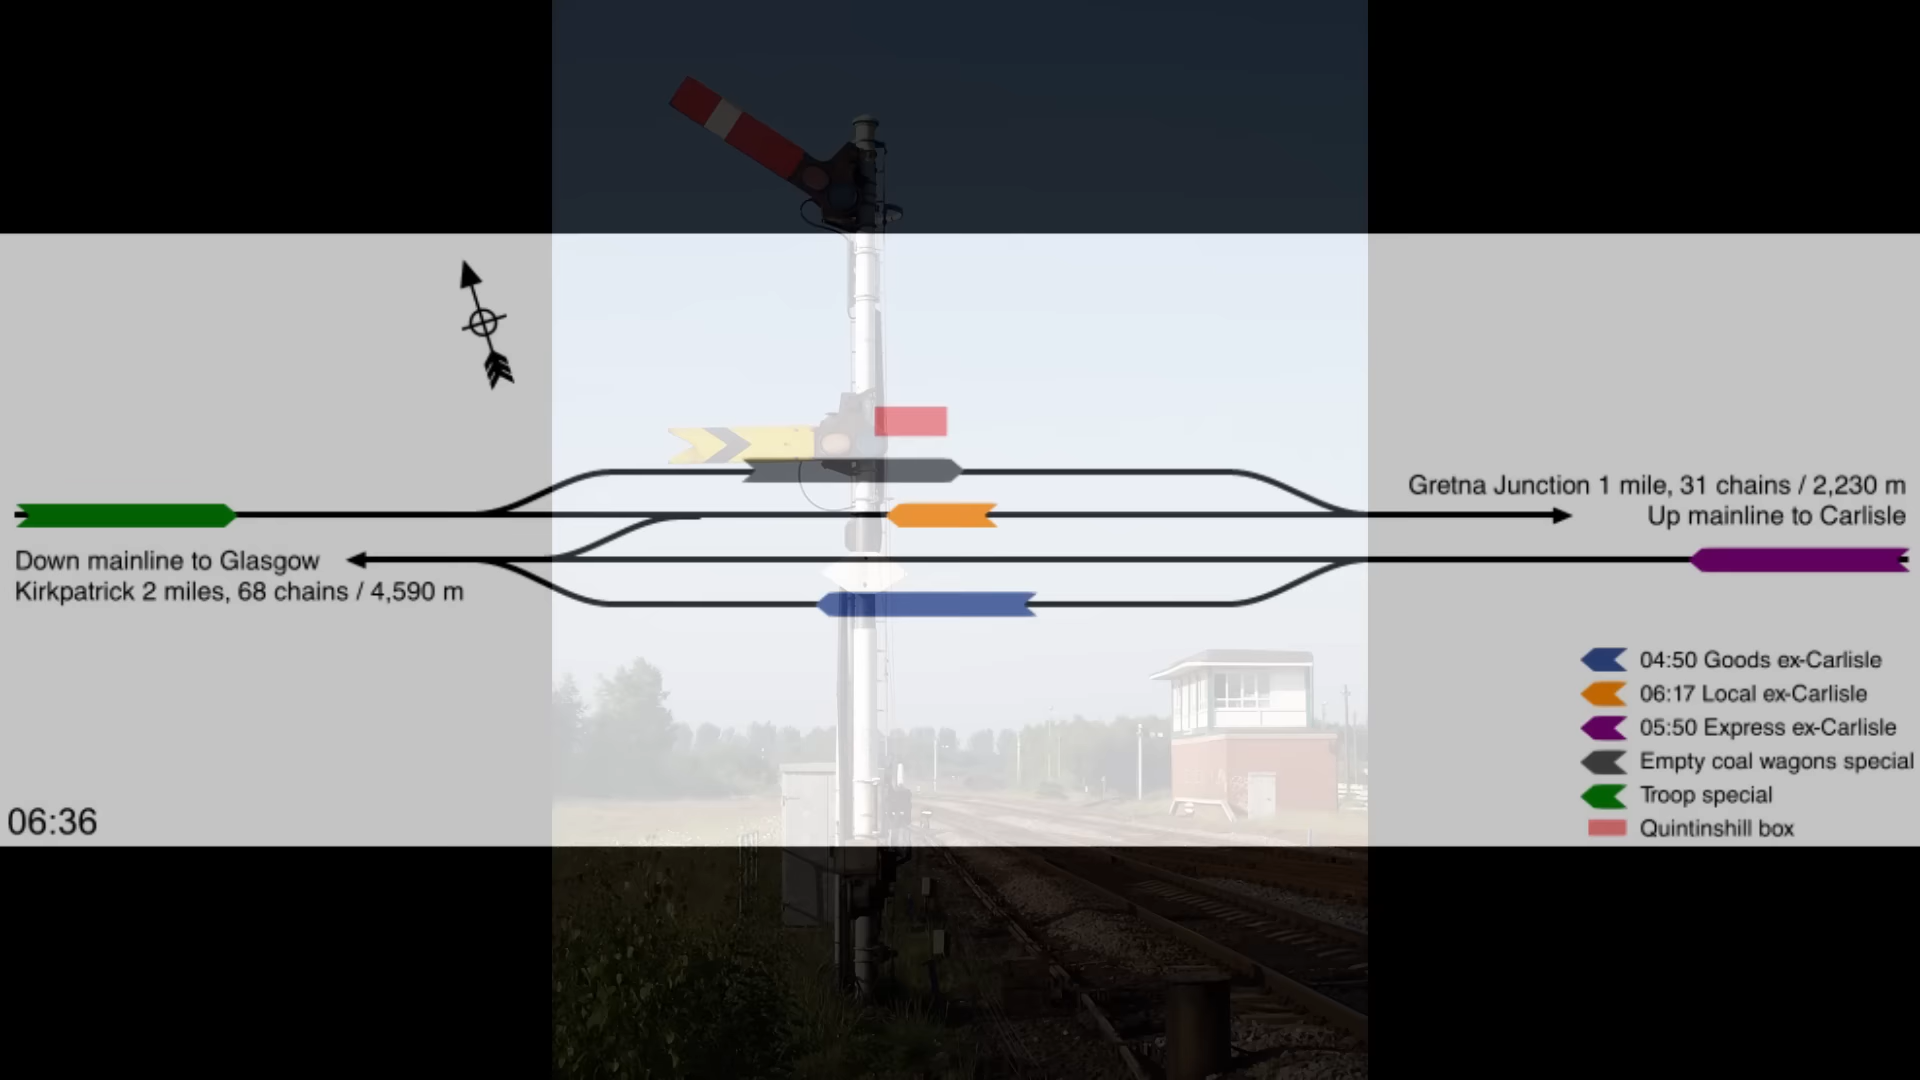 Gretna Junction 1 mile, 31 chains / 2,230 m
Up mainline to Carlisle
Down mainline to Glasgow
Kirkpatrick 2 miles, 68 chains / 4,590 m
04:50 Goods ex-Carlisle
06:17 Local ex-Carlisle
05:50 Express ex-Carlisle
Empty coal wagons special
Troop special
Quintinshill box
06:36